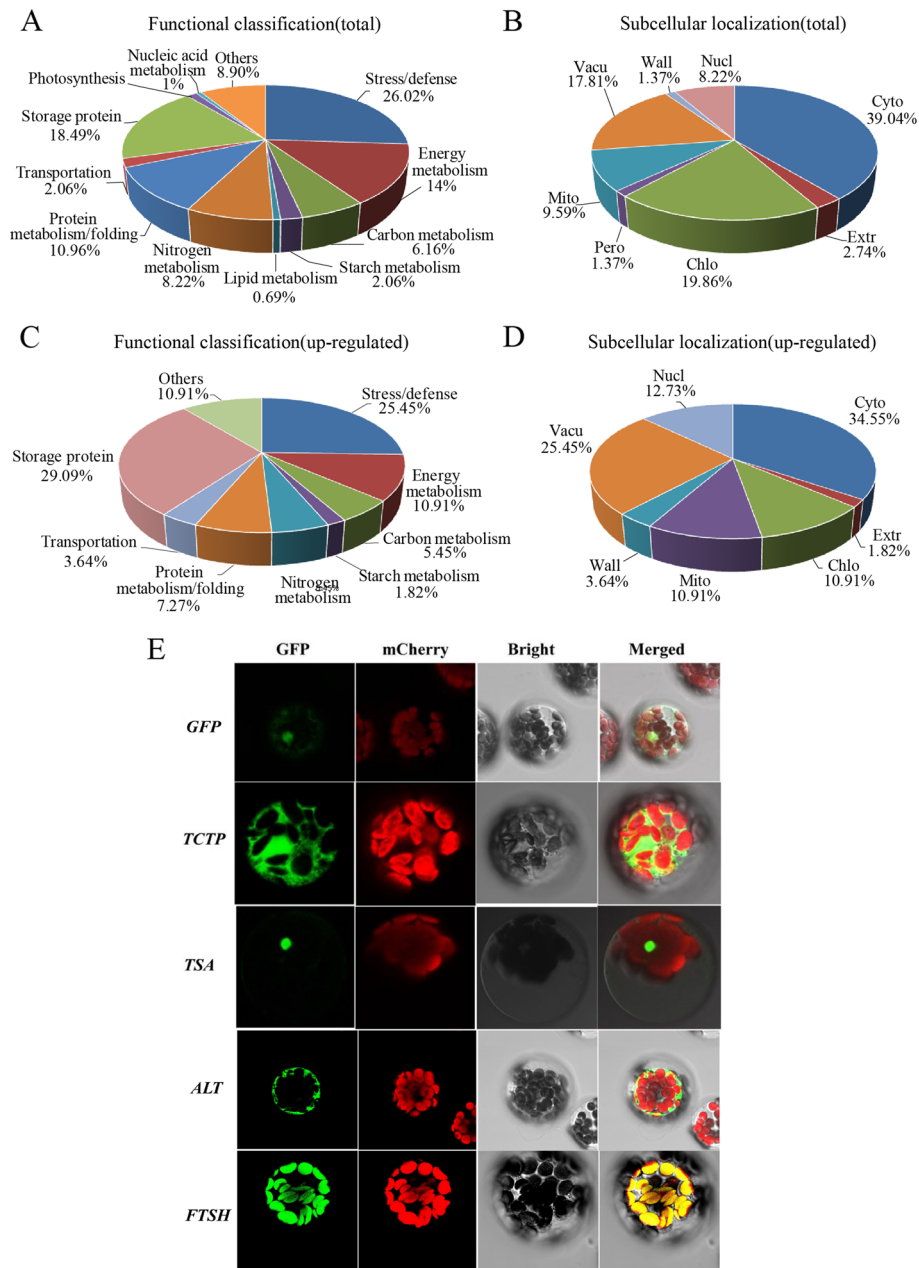 A
Functional classification(total)
Nucleic acid
metabolism
1%
Others
8.90%
Photosynthesis
Stress/defense
26.02%
Storage protein
18.49%
Energy
metabolism
14%
Transportation
2.06%
Protein
metabolism/folding
10.96%
Carbon metabolism
6.16%
Nitrogen
metabolism
8.22%
Lipid metabolism
0.69%
Starch metabolism
2.06%
B
Subcellular localization(total)
Wall
1.37%
Nucl
8.22%
Vacu
17.81%
Cyto
39.04%
Mito
9.59%
Pero
1.37%
Chlo
19.86%
Extr
2.74%
C
Functional classification(up-regulated)
Others
10.91%
Stress/defense
25.45%
Storage protein
29.09%
Energy
metabolism
10.91%
Transportation
3.64%
Carbon metabolism
5.45%
Protein
metabolism/folding
7.27%
Nitrogen
metabolism
Starch metabolism
1.82%
D
Subcellular localization(up-regulated)
Nucl
12.73%
Cyto
34.55%
Vacu
25.45%
Extr
1.82%
Wall
3.64%
Mito
10.91%
Chlo
10.91%
E
GFP mCherry Bright Merged
GFP
TCTP
TSA
ALT
FTSH